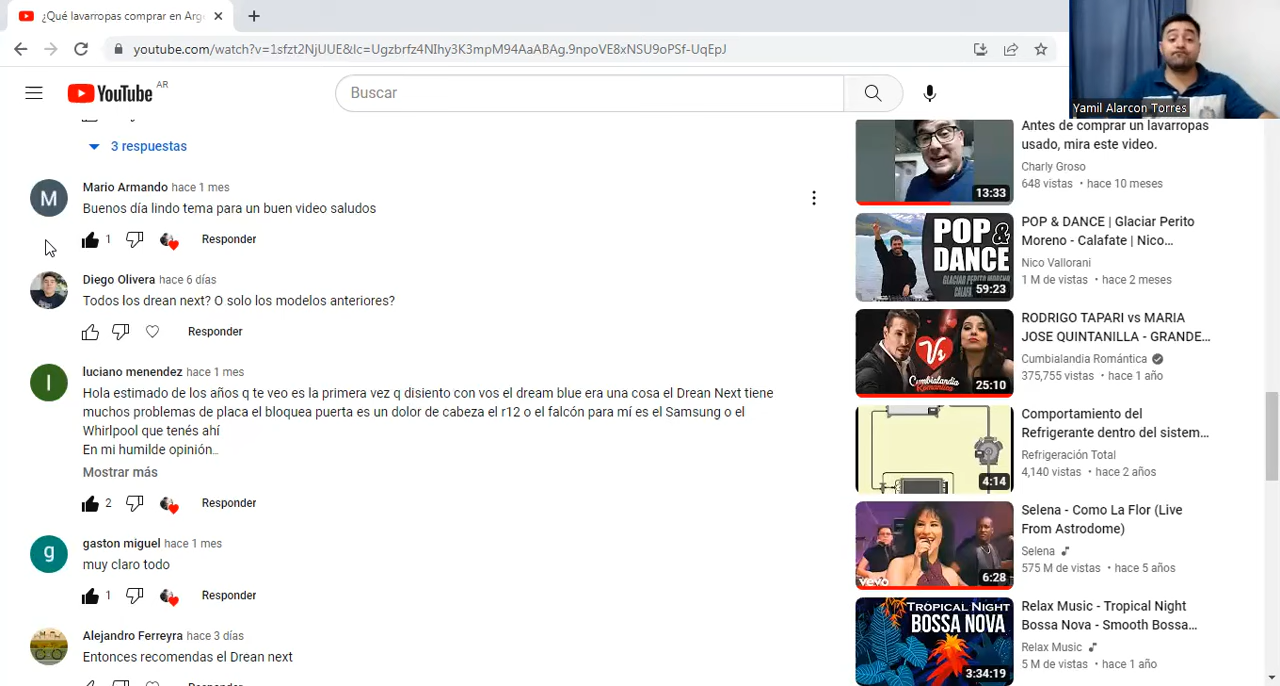 ¿Qué lavarropas comprar en Arge
youtube.com/watch?v=1sfzt2NjUUE&lc=Ugzbrfz4NIhy3K3mpM94AaABAg.9npoVE8xNSU9oPSf-UqEpJ
YouTube AR
Buscar
Yamil Alarcon Torres
3 respuestas
Mario Armando hace 1 mes
Buenos día lindo tema para un buen video saludos
1 Responder
Diego Olivera hace 6 días
Todos los drean next? O solo los modelos anteriores?
Responder
luciano menendez hace 1 mes
Hola estimado de los años q te veo es la primera vez q disiento con vos el dream blue era una cosa el Drean Next tiene
muchos problemas de placa el bloquea puerta es un dolor de cabeza el r12 o el falcón para mí es el Samsung o el
Whirlpool que tenés ahí
En mi humilde opinión...
Mostrar más
2 Responder
gaston miguel hace 1 mes
muy claro todo
1 Responder
Alejandro Ferreyra hace 3 días
Entonces recomendas el Drean next
Antes de comprar un lavarropas
usado, mira este video.
Charly Groso
648 vistas • hace 10 meses
13:33
POP & DANCE | Glaciar Perito
Moreno - Calafate | Nico...
Nico Vallorani
1 M de vistas • hace 2 meses
POP &
DANCE
GLACIAR PERITO
MORENO
CALAFATE
59:23
RODRIGO TAPARI vs MARIA
JOSE QUINTANILLA - GRANDE...
Cumbialandia Romántica
375,755 vistas • hace 1 año
Vs
Cumbialandia
Romántica
25:10
Comportamiento del
Refrigerante dentro del sistem...
Refrigeración Total
4,140 vistas • hace 2 años
4:14
Selena - Como La Flor (Live
From Astrodome)
Selena
575 M de vistas • hace 5 años
vevo
6:28
Relax Music - Tropical Night
Bossa Nova - Smooth Bossa...
Relax Music
5 M de vistas • hace 1 año
TROPICAL NIGHT
BOSSA NOVA
3:34:19